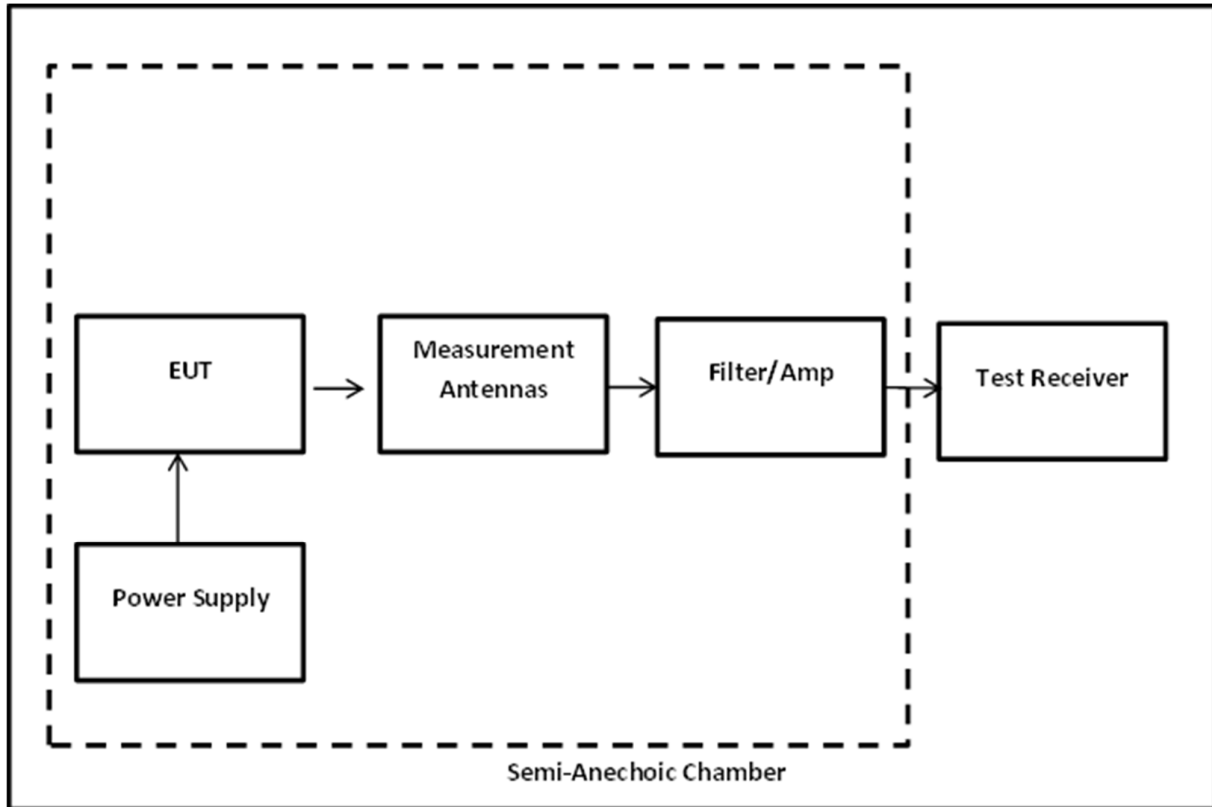 EUT
Measurement
Antennas
Filter/Amp
Test Receiver
Power Supply
Semi-Anechoic Chamber